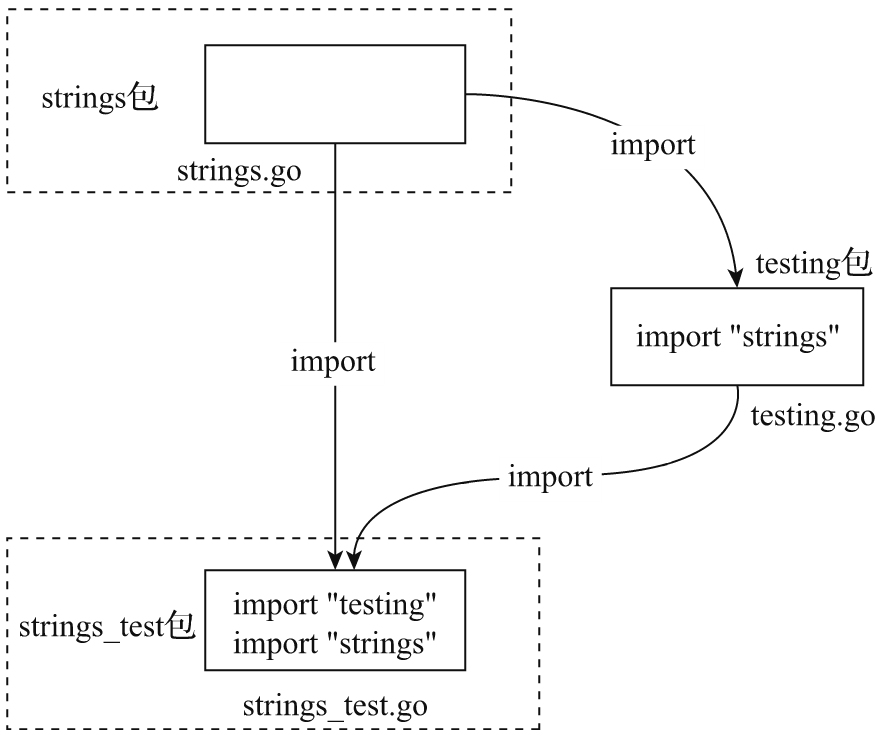 strings包
strings.go
import
testing包
import "strings"
testing.go
import
import
strings_test包
import "testing"
import "strings"
strings_test.go